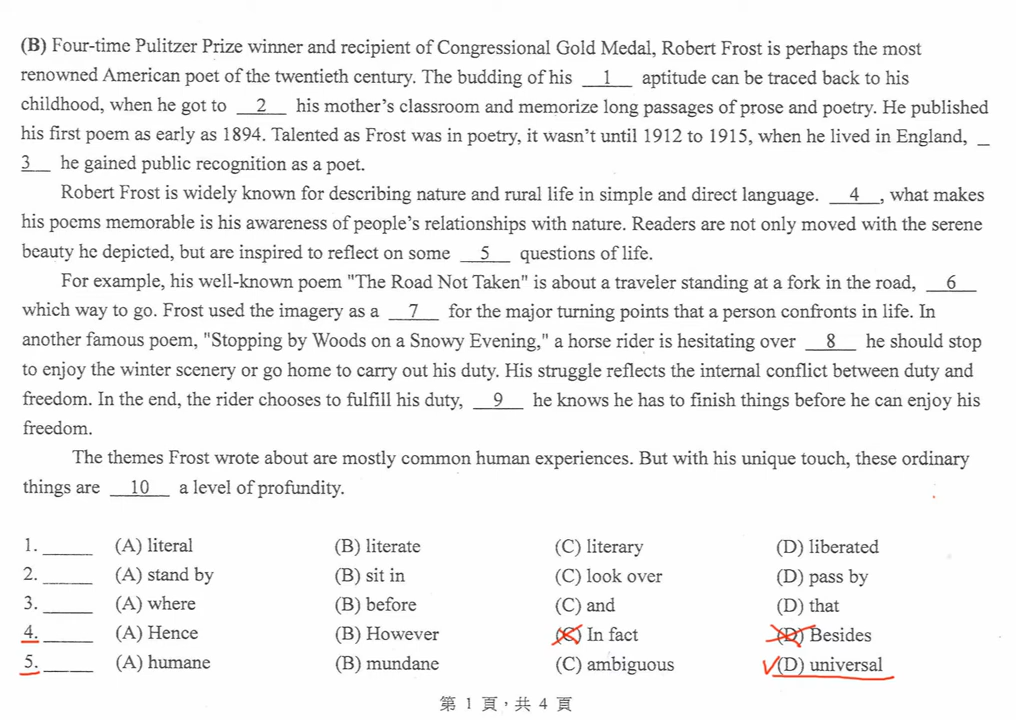 (B) Four-time Pulitzer Prize winner and recipient of Congressional Gold Medal, Robert Frost is perhaps the most
renowned American poet of the twentieth century. The budding of his __1__ aptitude can be traced back to his
childhood, when he got to __2__ his mother's classroom and memorize long passages of prose and poetry. He published
his first poem as early as 1894. Talented as Frost was in poetry, it wasn't until 1912 to 1915, when he lived in England, _
3__ he gained public recognition as a poet.
Robert Frost is widely known for describing nature and rural life in simple and direct language. __4__, what makes
his poems memorable is his awareness of people's relationships with nature. Readers are not only moved with the serene
beauty he depicted, but are inspired to reflect on some __5__ questions of life.
For example, his well-known poem "The Road Not Taken" is about a traveler standing at a fork in the road, __6__
which way to go. Frost used the imagery as a __7__ for the major turning points that a person confronts in life. In
another famous poem, "Stopping by Woods on a Snowy Evening," a horse rider is hesitating over __8__ he should stop
to enjoy the winter scenery or go home to carry out his duty. His struggle reflects the internal conflict between duty and
freedom. In the end, the rider chooses to fulfill his duty, __9__ he knows he has to finish things before he can enjoy his
freedom.
The themes Frost wrote about are mostly common human experiences. But with his unique touch, these ordinary
things are __10__ a level of profundity.
1. _____ (A) literal (B) literate (C) literary (D) liberated
2. _____ (A) stand by (B) sit in (C) look over (D) pass by
3. _____ (A) where (B) before (C) and (D) that
4. _____ (A) Hence (B) However (C) In fact (D) Besides
5. _____ (A) humane (B) mundane (C) ambiguous (D) universal
第 1 頁，共 4 頁